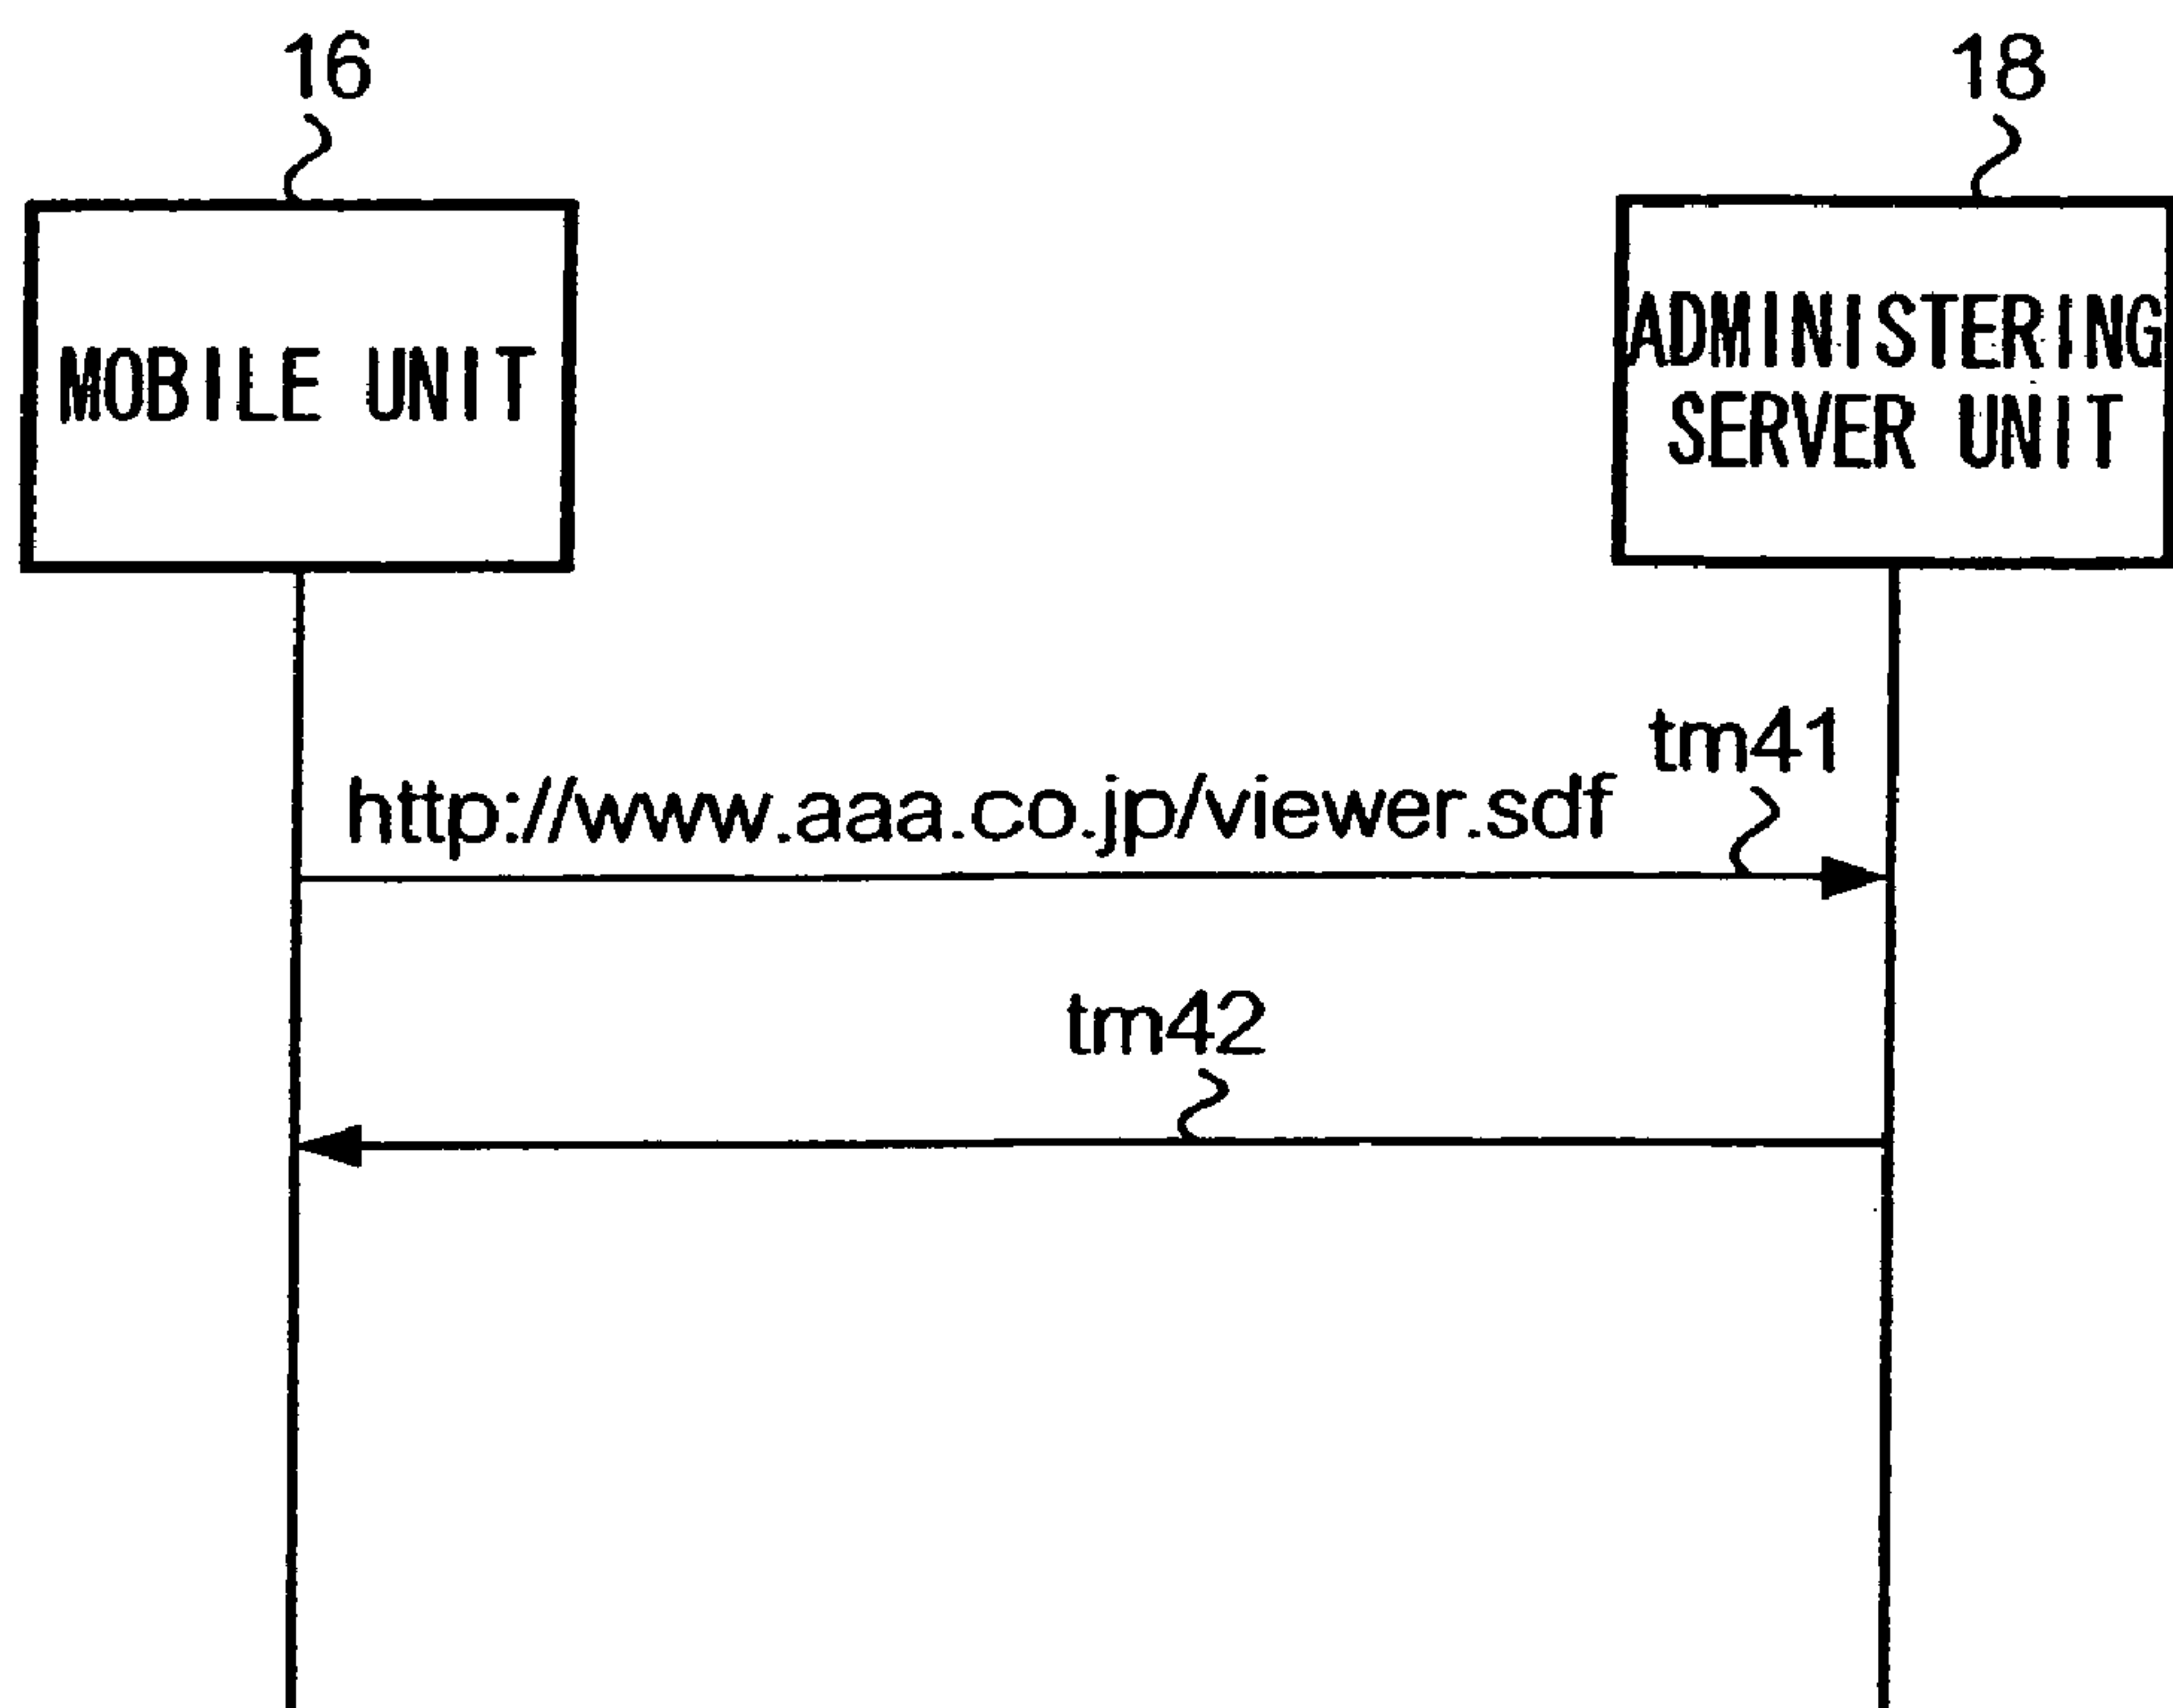 16
18
MOBILE UNIT
ADMINISTERING
SERVER UNIT
tm41
http://www.aaa.co.jp/viewer.sdf
tm42